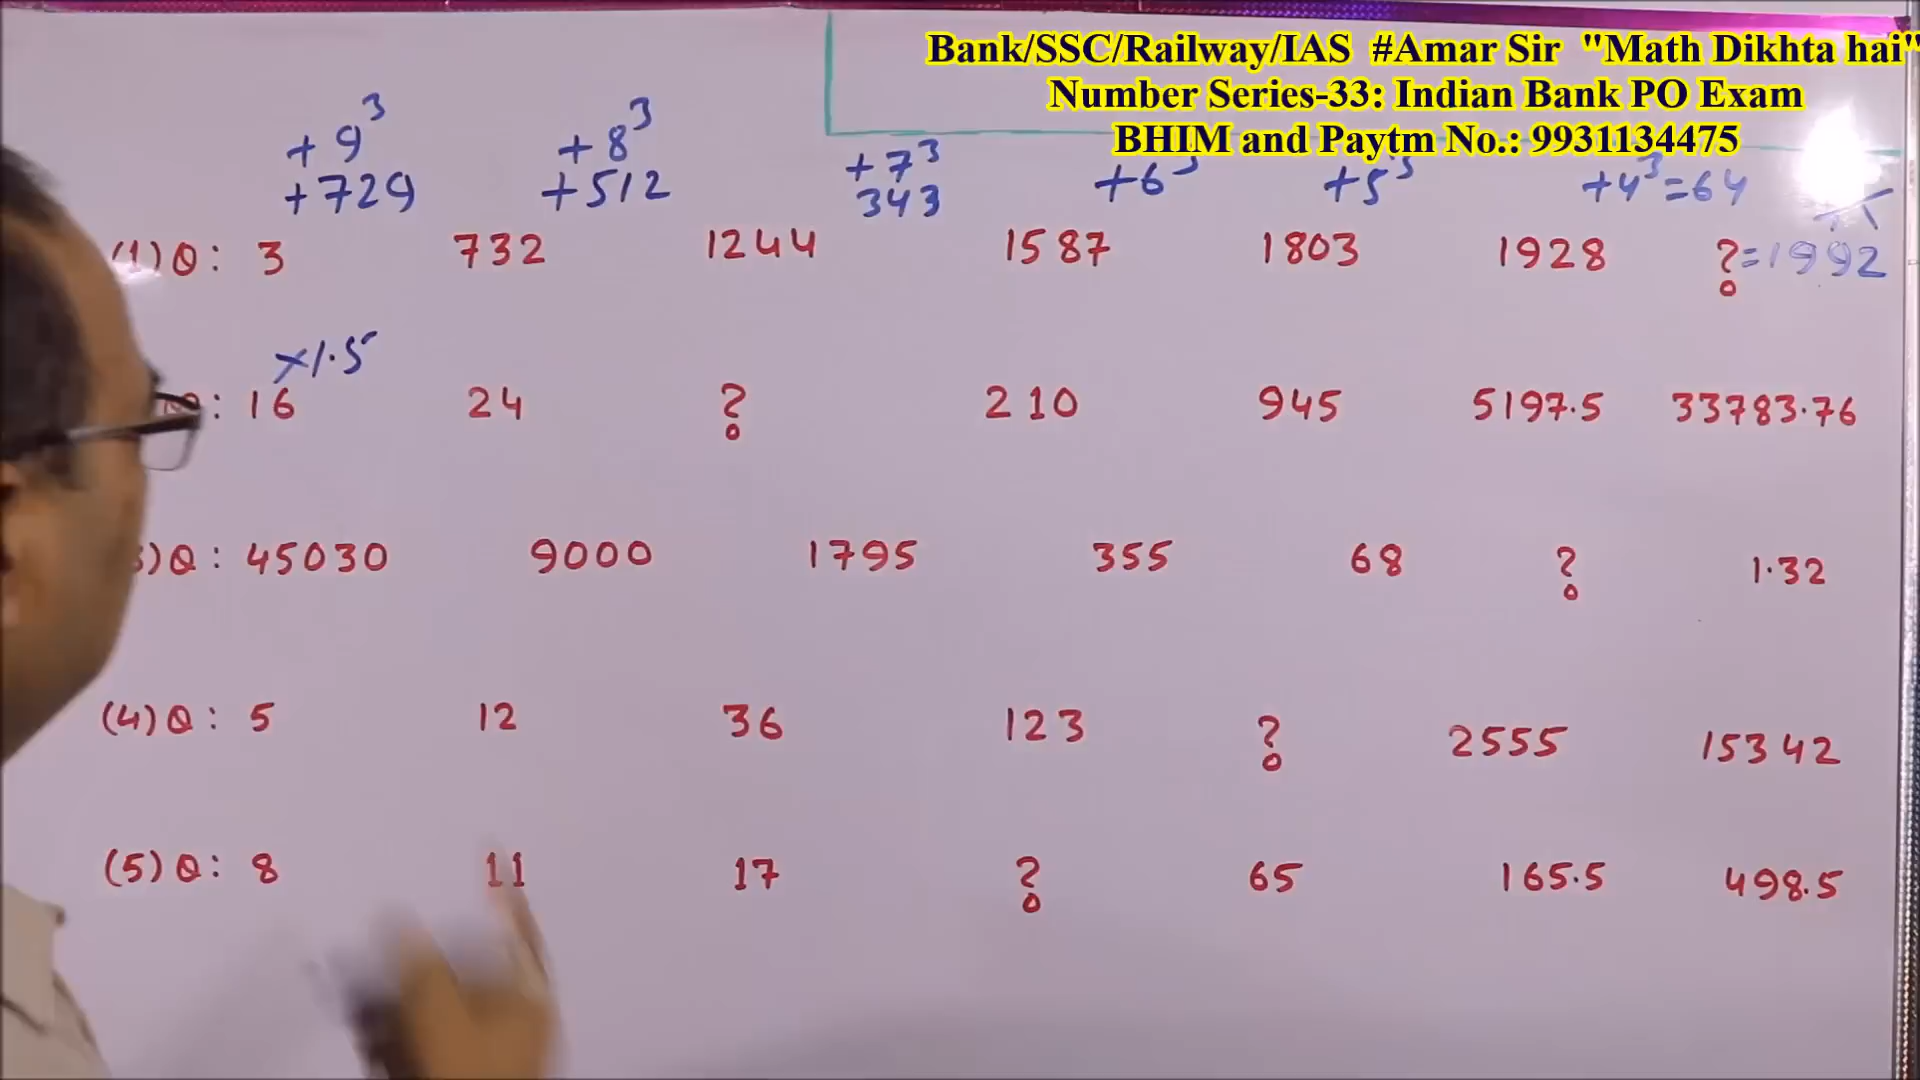 Bank/SSC/Railway/IAS #Amar Sir "Math Dikhta hai"
Number Series-33: Indian Bank PO Exam
BHIM and Paytm No.: 9931134475
+9³ +8³ +7³ +6³ +5³ +4³=64
+729 +512 343
(1)Q: 3 732 1244 1587 1803 1928 ?=1992
×1.5
: 16 24 ? 210 945 5197.5 33783.76
)Q: 45030 9000 1795 355 68 ? 1.32
(4)Q: 5 12 36 123 ? 2555 15342
(5)Q: 8 11 17 ? 65 165.5 498.5